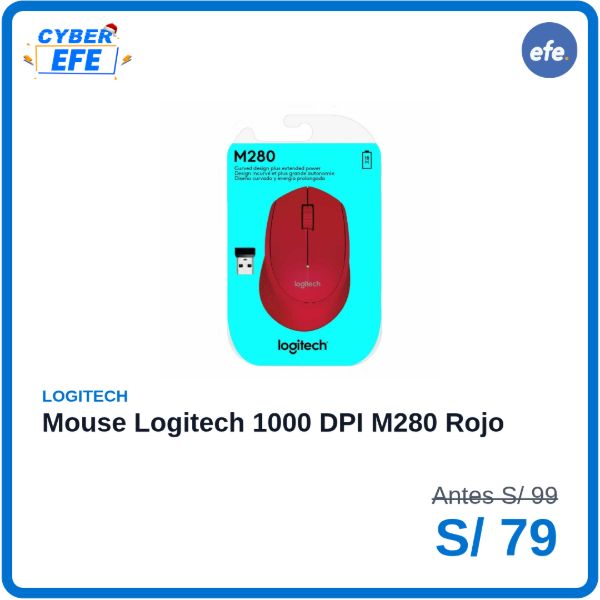 CYBER
EFE
efe.
M280
Curved design plus extended power
Design incurvé et plus grande autonomie
Diseño curvado y energía prolongada
logitech
logitech
LOGITECH
Mouse Logitech 1000 DPI M280 Rojo
Antes S/ 99
S/ 79